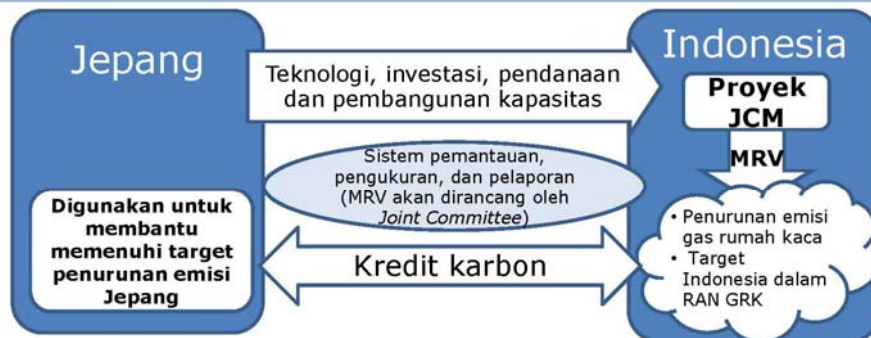 Jepang
Teknologi, investasi, pendanaan
dan pembangunan kapasitas
Indonesia
Proyek
JCM
MRV
Sistem pemantauan,
pengukuran, dan pelaporan
(MRV akan dirancang oleh
Joint Committee)
Digunakan untuk
membantu
memenuhi target
penurunan emisi
Jepang
Kredit karbon
• Penurunan emisi
gas rumah kaca
• Target
Indonesia dalam
RAN GRK